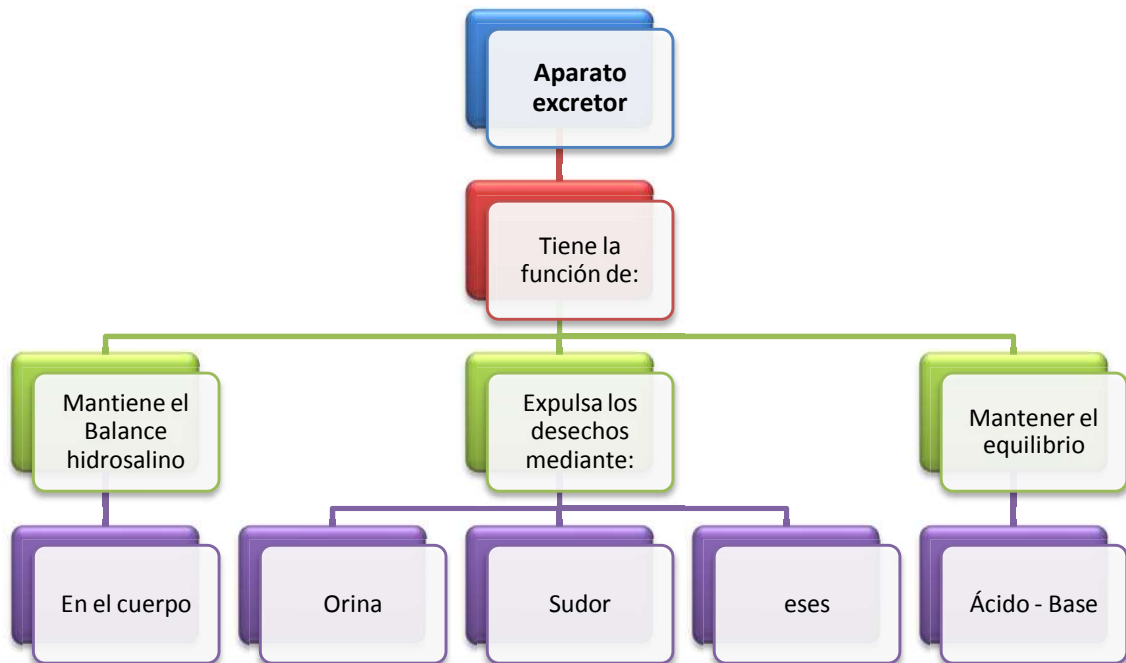 Aparato
excretor
Tiene la
función de:
Mantiene el
Balance
hidrosalino
Expulsa los
desechos
mediante:
Mantener el
equilibrio
En el cuerpo
Orina
Sudor
eses
Ácido - Base